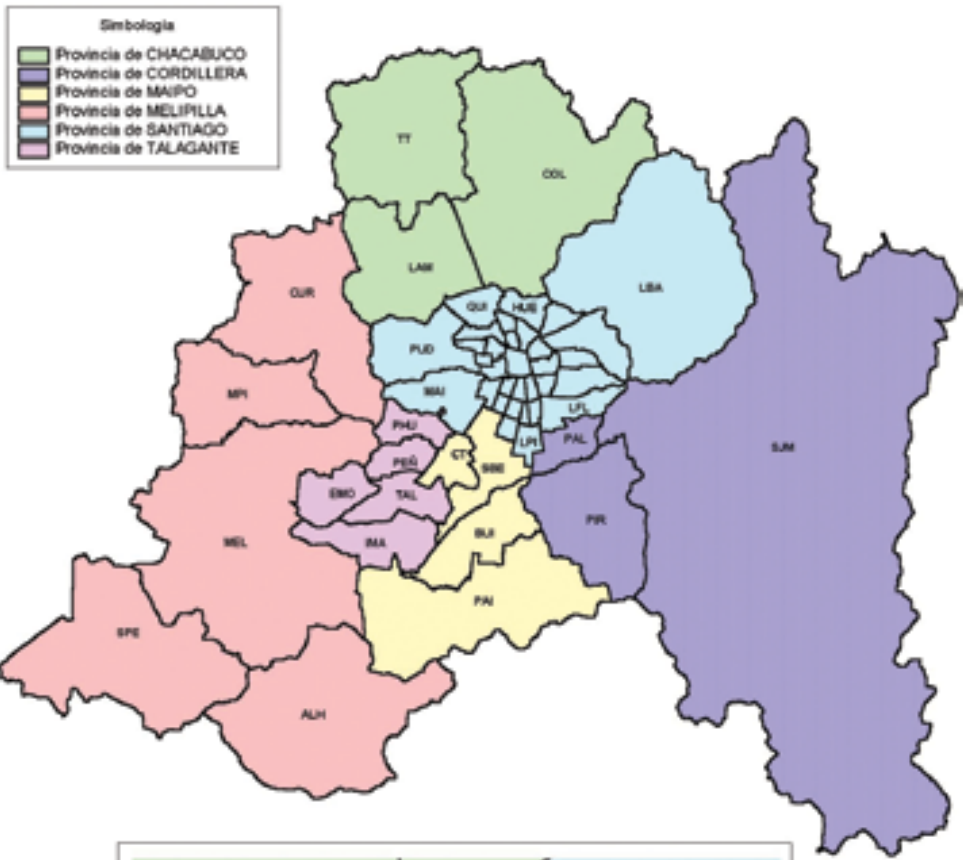 Simbología
Provincia de CHACABUCO
Provincia de CORDILLERA
Provincia de MAIPO
Provincia de MELIPILLA
Provincia de SANTIAGO
Provincia de TALAGANTE
TT
COL
LAM
CUR
QUI
HUE
LBA
PUD
MPI
MAI
LFL
PHU
LPI
PAL
SJM
PEÑ
CT
SBE
EMO
TAL
PIR
MEL
IMA
BUI
PAI
SPE
ALH